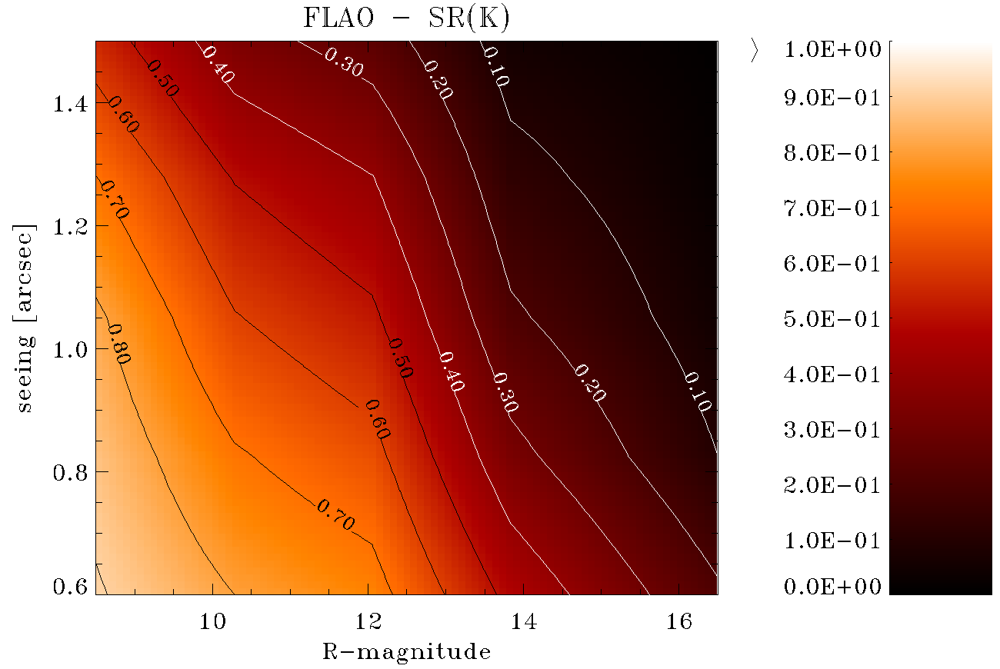 FLAO - SR(K)
0.40 0.30 0.20 0.10
0.50
0.60
0.70
0.80
0.50 0.40 0.30 0.20 0.10
0.60
0.70
1.4
1.2
1.0
0.8
0.6
seeing [arcsec]
10 12 14 16
R-magnitude
> 1.0E+00
9.0E-01
8.0E-01
7.0E-01
6.0E-01
5.0E-01
4.0E-01
3.0E-01
2.0E-01
1.0E-01
0.0E+00